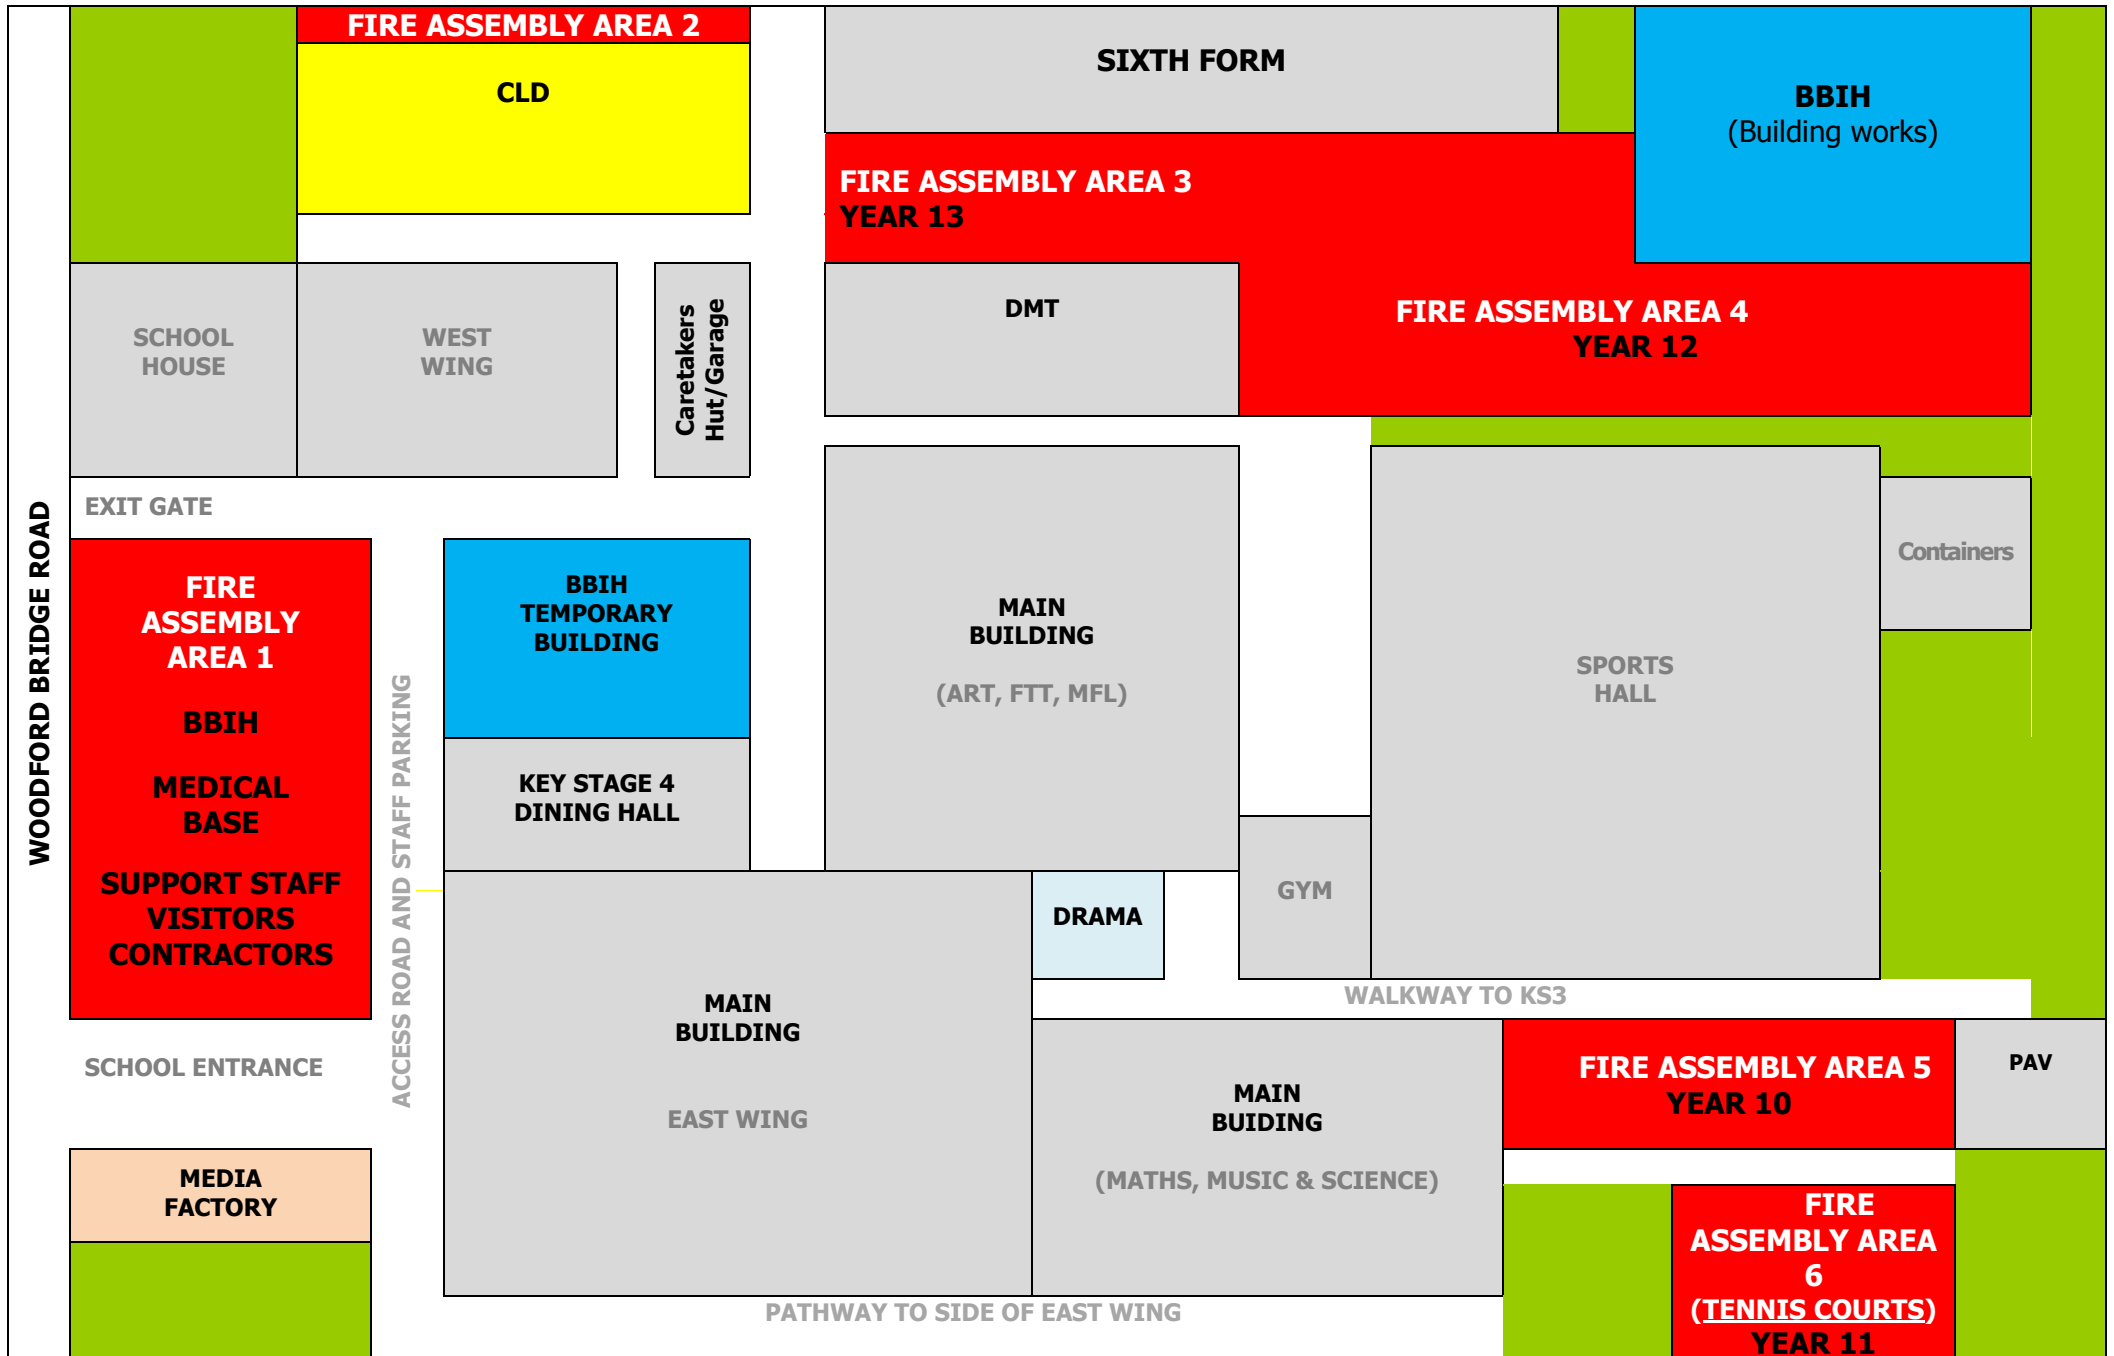 FIRE ASSEMBLY AREA 2
CLD
SIXTH FORM
BBIH
(Building works)
FIRE ASSEMBLY AREA 3
YEAR 13
SCHOOL
HOUSE
WEST
WING
Caretakers
Hut/Garage
DMT
FIRE ASSEMBLY AREA 4
YEAR 12
EXIT GATE
WOODFORD BRIDGE ROAD
FIRE
ASSEMBLY
AREA 1
BBIH
MEDICAL
BASE
SUPPORT STAFF
VISITORS
CONTRACTORS
ACCESS ROAD AND STAFF PARKING
BBIH
TEMPORARY
BUILDING
KEY STAGE 4
DINING HALL
MAIN
BUILDING
(ART, FTT, MFL)
SPORTS
HALL
Containers
GYM
DRAMA
WALKWAY TO KS3
MAIN
BUILDING
EAST WING
MAIN
BUIDING
(MATHS, MUSIC & SCIENCE)
FIRE ASSEMBLY AREA 5
YEAR 10
PAV
SCHOOL ENTRANCE
MEDIA
FACTORY
FIRE
ASSEMBLY AREA
6
(TENNIS COURTS)
YEAR 11
PATHWAY TO SIDE OF EAST WING